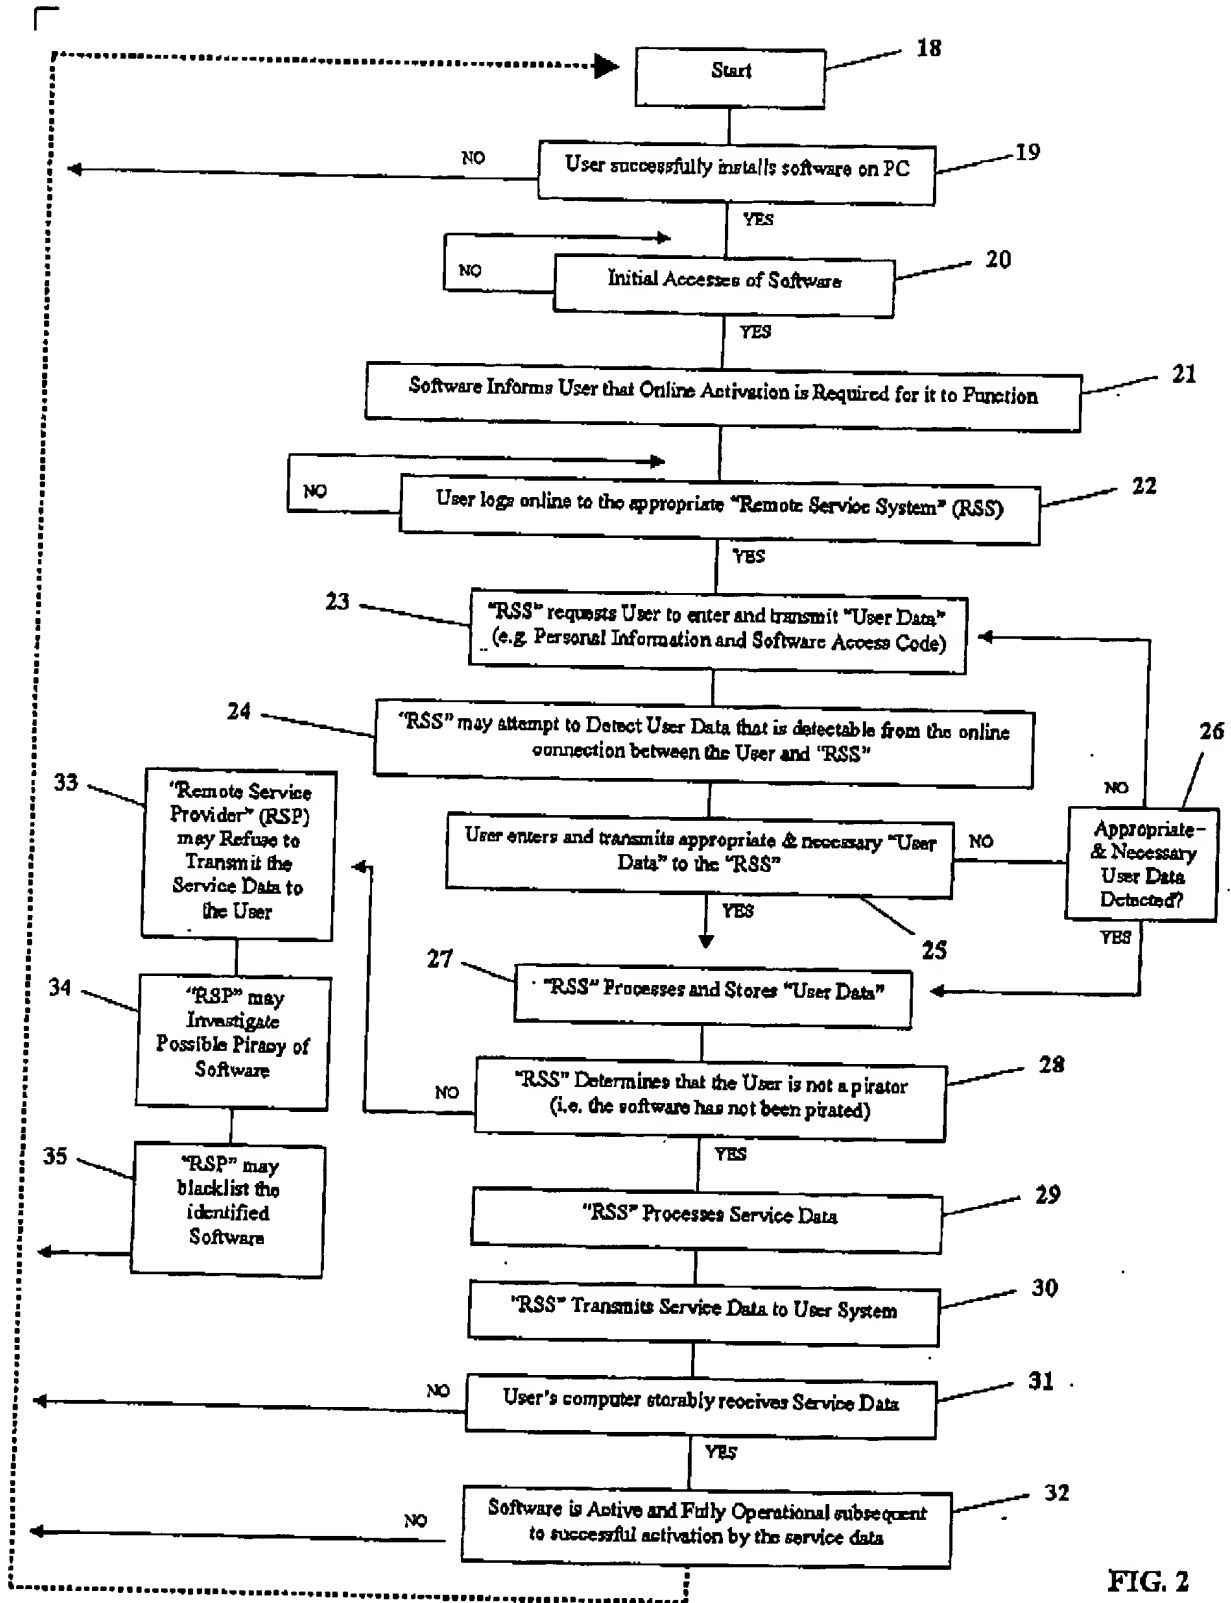 18
Start
19
NO
User successfully installs software on PC
YES
20
NO
Initial Accesses of Software
YES
21
Software Informs User that Online Activation is Required for it to Function
22
NO
User logs online to the appropriate "Remote Service System" (RSS)
YES
23
"RSS" requests User to enter and transmit "User Data"
(e.g. Personal Information and Software Access Code)
24
"RSS" may attempt to Detect User Data that is detectable from the online
connection between the User and "RSS"
26
33
"Remote Service
Provider" (RSP)
may Refuse to
Transmit the
Service Data to
the User
User enters and transmits appropriate & necessary "User
Data" to the "RSS"
NO
NO
Appropriate
& Necessary
User Data
Detected?
YES
YES
25
27
"RSS" Processes and Stores "User Data"
34
"RSP" may
Investigate
Possible Piracy of
Software
28
NO
"RSS" Determines that the User is not a pirator
(i.e. the software has not been pirated)
YES
35
"RSP" may
blacklist the
identified
Software
29
"RSS" Processes Service Data
30
"RSS" Transmits Service Data to User System
31
NO
User's computer storably receives Service Data
YES
32
NO
Software is Active and Fully Operational subsequent
to successful activation by the service data
FIG. 2